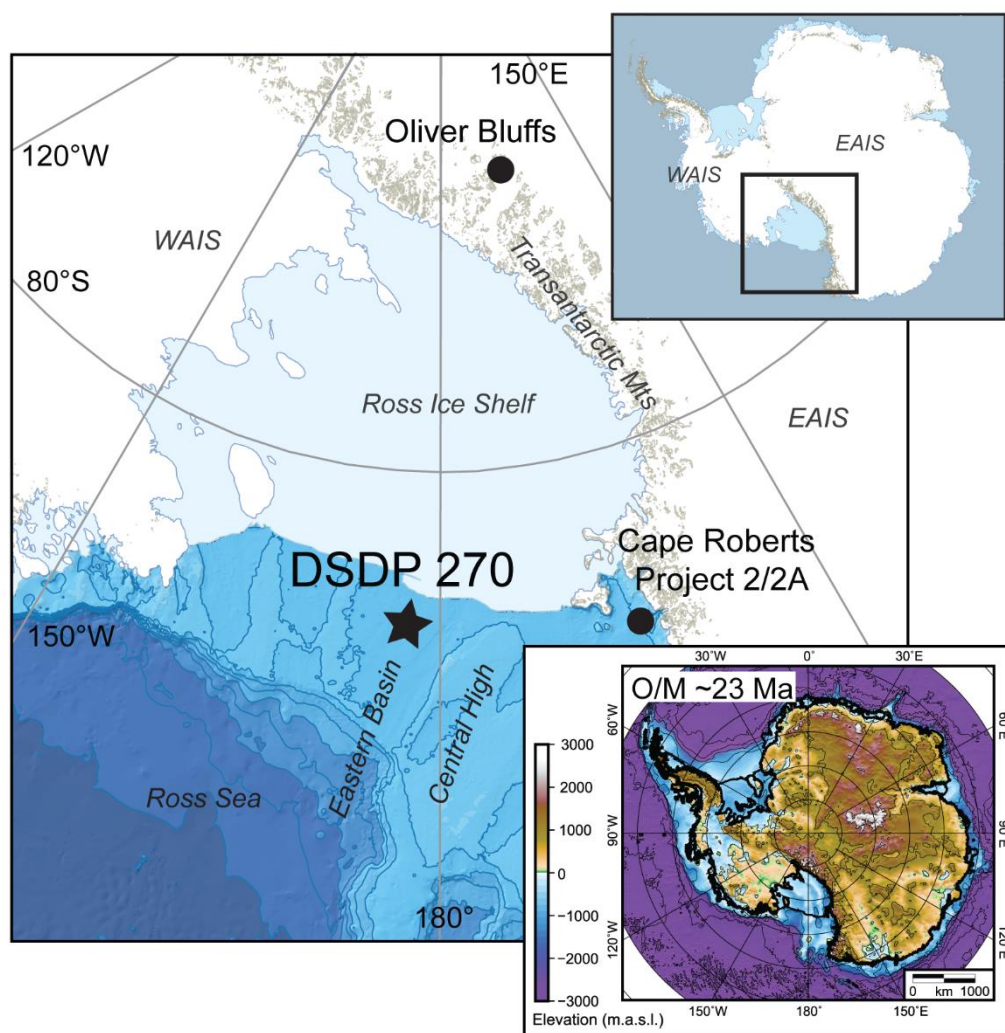 150°E
Oliver Bluffs
120°W
WAIS
80°S
Transantarctic Mts
Ross Ice Shelf
EAIS
DSDP 270
Cape Roberts
Project 2/2A
150°W
Eastern Basin
Central High
Ross Sea
180°
EAIS
WAIS
O/M ~23 Ma
30°W
0°
30°E
60°W
60°E
90°W
90°E
120°W
120°E
150°W
180°
150°E
3000
2000
1000
0
−1000
−2000
−3000
Elevation (m.a.s.l.)
0 km 1000